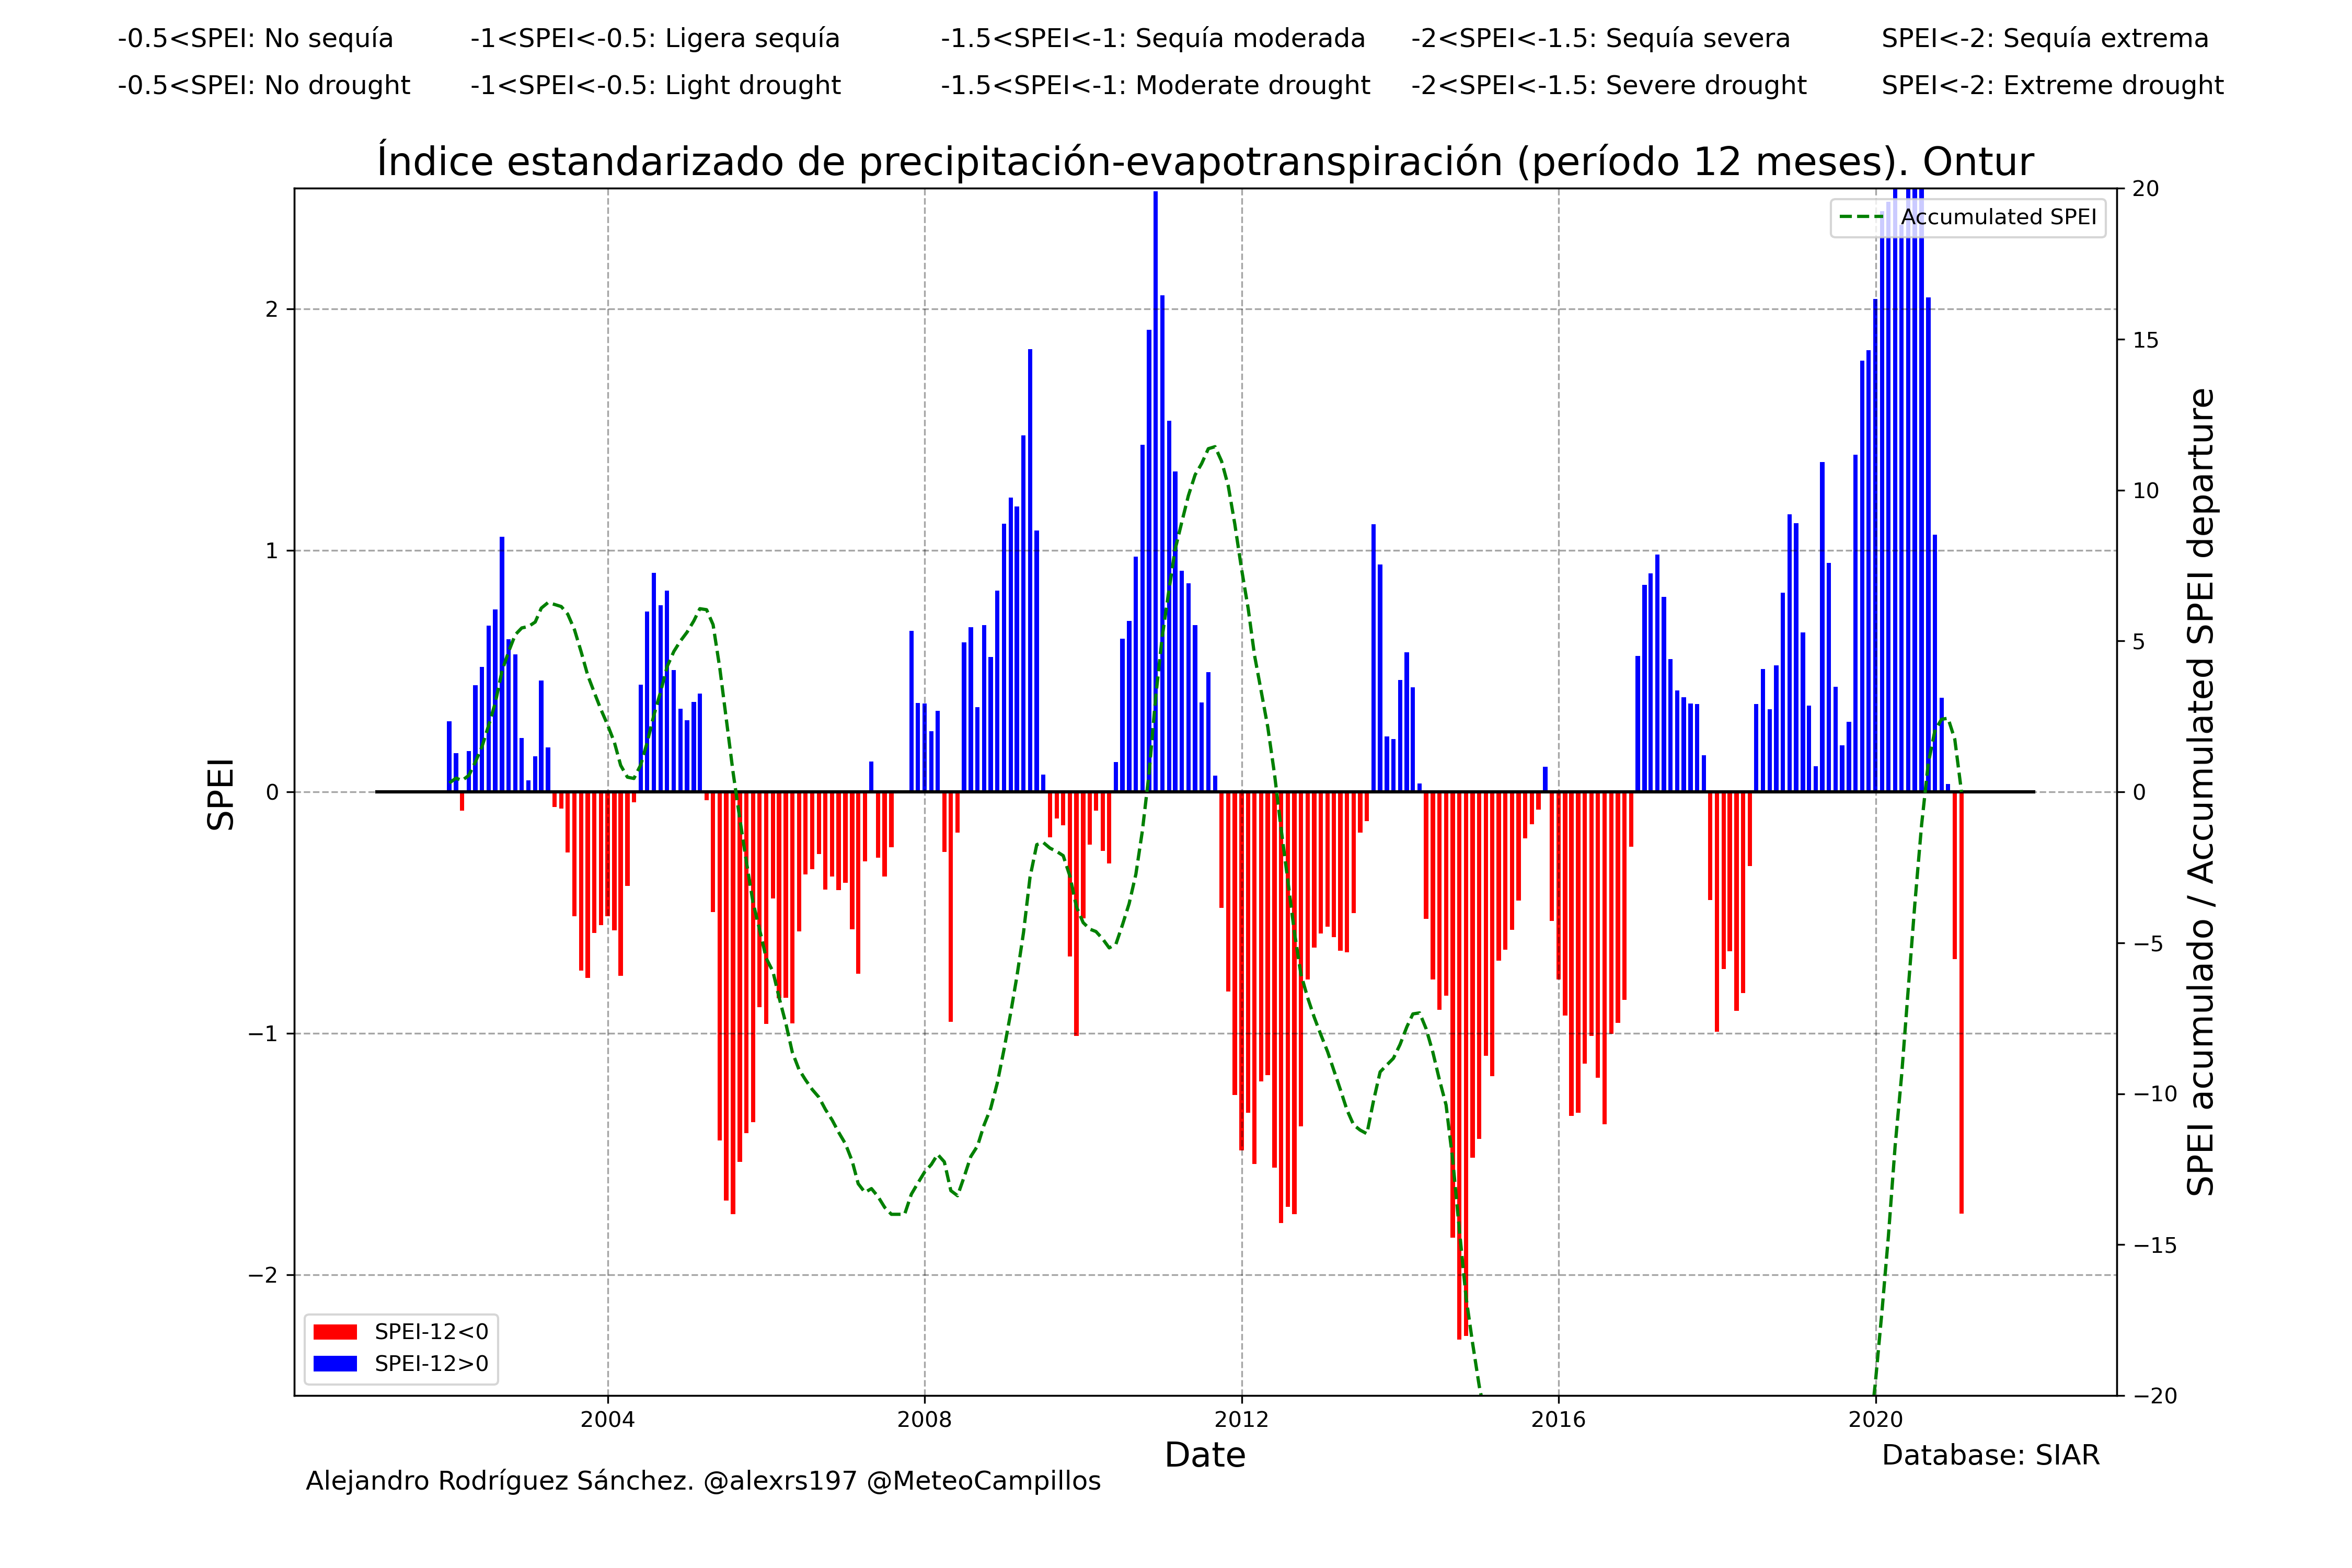 -0.5<SPEI: No sequía -1<SPEI<-0.5: Ligera sequía -1.5<SPEI<-1: Sequía moderada -2<SPEI<-1.5: Sequía severa SPEI<-2: Sequía extrema
-0.5<SPEI: No drought -1<SPEI<-0.5: Light drought -1.5<SPEI<-1: Moderate drought -2<SPEI<-1.5: Severe drought SPEI<-2: Extreme drought
Índice estandarizado de precipitación-evapotranspiración (período 12 meses). Ontur
Accumulated SPEI
SPEI
2
1
0
−1
−2
20
15
10
5
0
−5
−10
−15
−20
SPEI acumulado / Accumulated SPEI departure
SPEI-12<0
SPEI-12>0
2004 2008 2012 2016 2020
Date
Database: SIAR
Alejandro Rodríguez Sánchez. @alexrs197 @MeteoCampillos